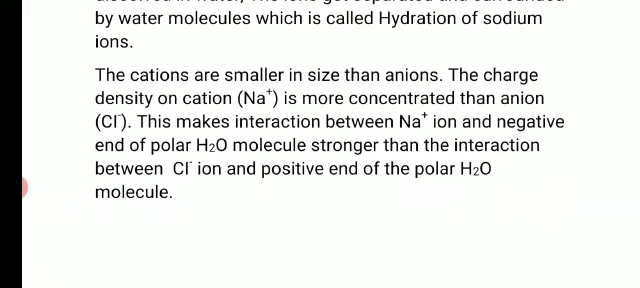 by water molecules which is called Hydration of sodium
ions.
The cations are smaller in size than anions. The charge
density on cation (Na⁺) is more concentrated than anion
(Cl⁻). This makes interaction between Na⁺ ion and negative
end of polar H₂O molecule stronger than the interaction
between Cl⁻ ion and positive end of the polar H₂O
molecule.